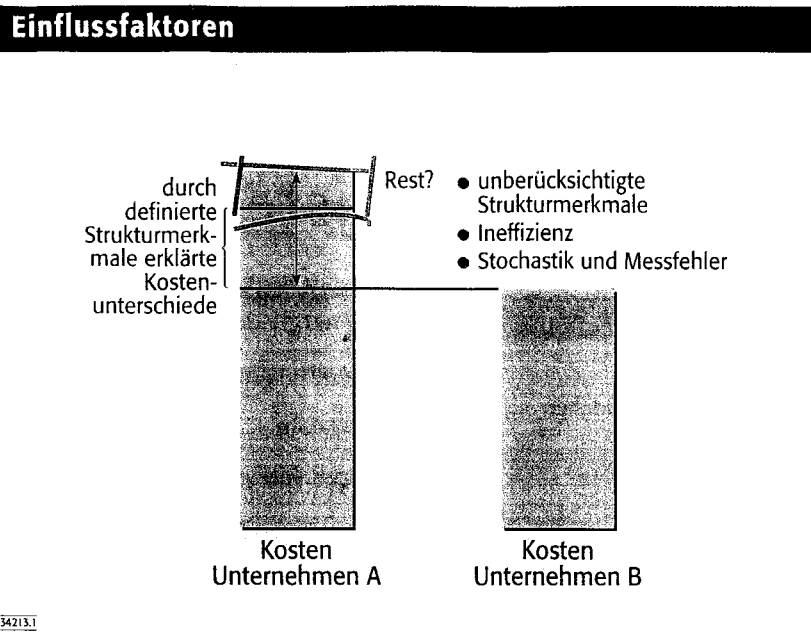 Einflussfaktoren
durch
definierte
Strukturmerk-
male erklärte
Kosten-
unterschiede
Rest?
● unberücksichtigte
Strukturmerkmale
● Ineffizienz
● Stochastik und Messfehler
Kosten
Unternehmen A
Kosten
Unternehmen B
34213.1